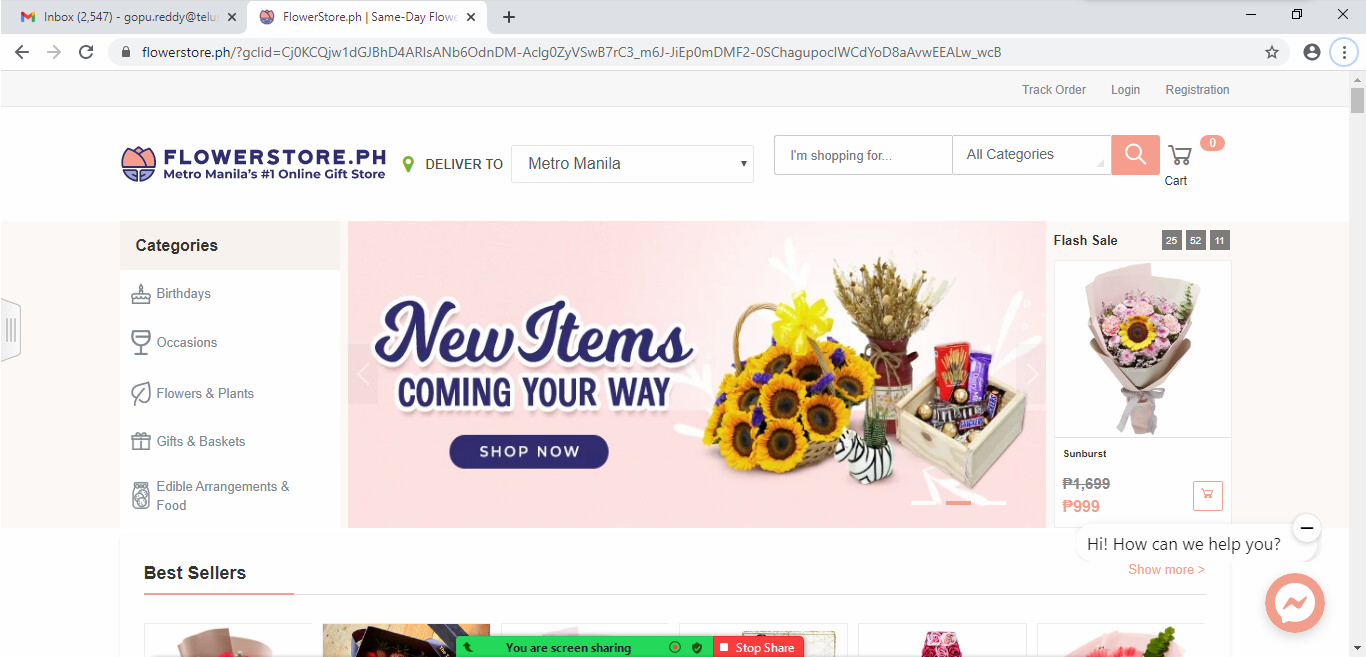 Inbox (2,547) - gopu.reddy@telu
FlowerStore.ph | Same-Day Flowe
flowerstore.ph/?gclid=Cj0KCQjw1dGJBhD4ARIsANb6OdnDM-AcIg0ZyVSwB7rC3_m6J-JiEp0mDMF2-0SChagupocIWCdYoD8aAvwEEALw_wcB
Track Order Login Registration
FLOWERSTORE.PH
Metro Manila's #1 Online Gift Store
DELIVER TO Metro Manila
I'm shopping for... All Categories
0
Cart
Categories
Birthdays
Occasions
Flowers & Plants
Gifts & Baskets
Edible Arrangements &
Food
New Items
COMING YOUR WAY
SHOP NOW
Flash Sale 25 52 11
Sunburst
₱1,699
₱999
Hi! How can we help you?
Best Sellers
Show more >
You are screen sharing Stop Share